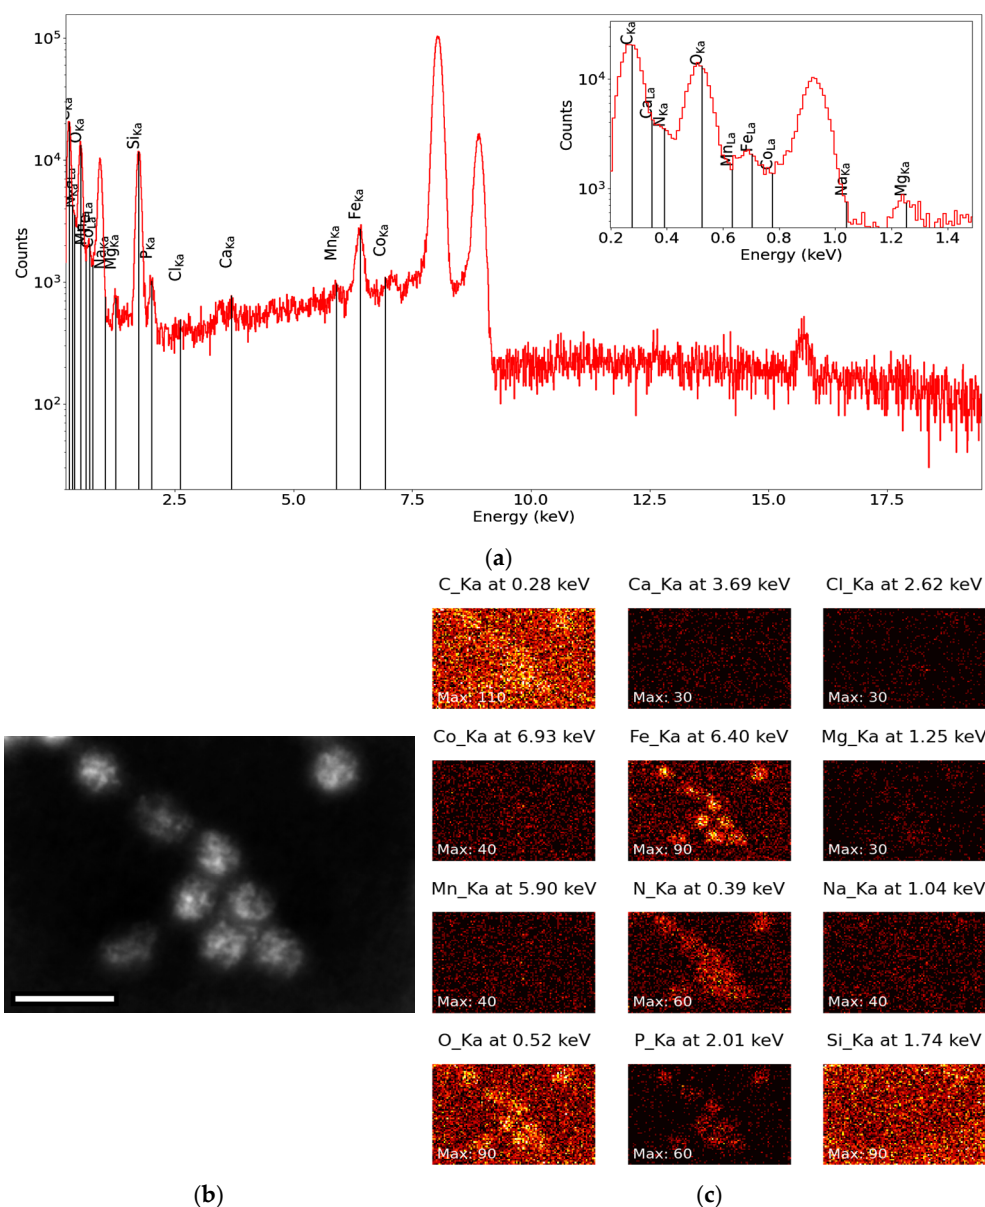 10⁵
10⁴
10³
10²
Counts
O_Ka
Si_Ka
Na_Ka
Mg_Ka
P_Ka
Cl_Ka
Ca_Ka
Mn_Ka
Fe_Ka
Co_Ka
2.5 5.0 7.5 10.0 12.5 15.0 17.5
Energy (keV)
10⁴
10³
Counts
C_Ka
Ca_La
N_Ka
O_Ka
Mn_La
Fe_La
Co_La
Na_Ka
Mg_Ka
0.2 0.4 0.6 0.8 1.0 1.2 1.4
Energy (keV)
(a)
C_Ka at 0.28 keV Ca_Ka at 3.69 keV Cl_Ka at 2.62 keV
Max: 110 Max: 30 Max: 30
Co_Ka at 6.93 keV Fe_Ka at 6.40 keV Mg_Ka at 1.25 keV
Max: 40 Max: 90 Max: 30
Mn_Ka at 5.90 keV N_Ka at 0.39 keV Na_Ka at 1.04 keV
Max: 40 Max: 60 Max: 40
O_Ka at 0.52 keV P_Ka at 2.01 keV Si_Ka at 1.74 keV
Max: 90 Max: 60 Max: 90
(b) (c)